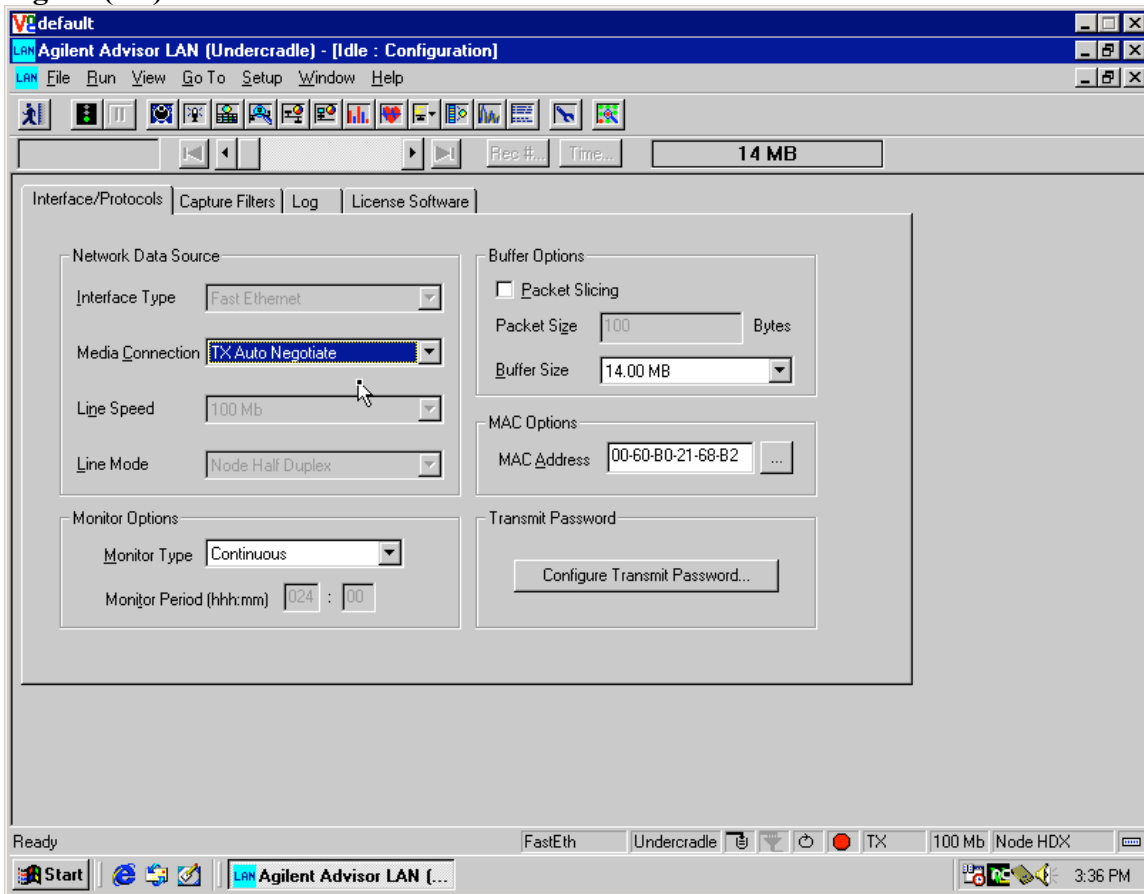 default
Agilent Advisor LAN (Undercradle) - [Idle : Configuration]
File Run View Go To Setup Window Help
Rec #... Time... 14 MB
Interface/Protocols Capture Filters Log License Software
Network Data Source
Interface Type Fast Ethernet
Media Connection TX Auto Negotiate
Line Speed 100 Mb
Line Mode Node Half Duplex
Buffer Options
Packet Slicing
Packet Size 100 Bytes
Buffer Size 14.00 MB
MAC Options
MAC Address 00-60-B0-21-68-B2 ...
Monitor Options
Monitor Type Continuous
Monitor Period (hhh:mm) 024 : 00
Transmit Password
Configure Transmit Password...
Ready FastEth Undercradle TX 100 Mb Node HDX
Start LAN Agilent Advisor LAN (... 3:36 PM